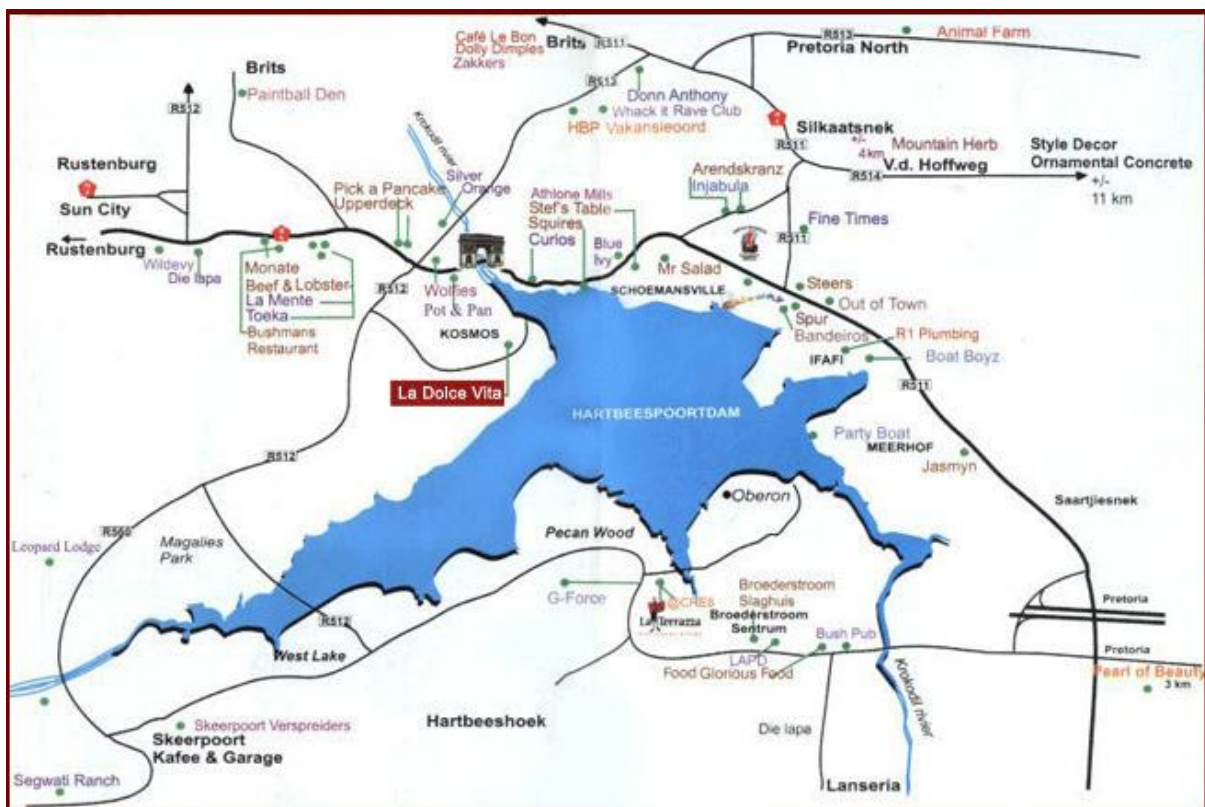 Café Le Bon
Dolly Dimples
Zakkers
Brits
R511
R513
Animal Farm
Pretoria North
Brits
Paintball Den
R512
R512
Donn Anthony
Whack it Rave Club
HBP Vakansieoord
Krokodil rivier
Silkaatsnek
+/-
4km
R511
Mountain Herb
V.d. Hoffweg
R514
Style Decor
Ornamental Concrete
+/-
11 km
Rustenburg
Sun City
Rustenburg
Pick a Pancake
Upperdeck
Silver
Orange
Arendskranz
Injabula
Athlone Mills
Stef's Table
Squires
Curios
Blue
Ivy
Fine Times
R511
Wildevy
Die lapa
Monate
Beef & Lobster
La Mente
Toeka
Bushmans
Restaurant
R512
Wolfies
Pot & Pan
KOSMOS
Mr Salad
SCHOEMANSVILLE
Steers
Out of Town
Spur
Bandeiros
R1 Plumbing
IFAFI
Boat Boyz
La Dolce Vita
R511
HARTBEESPOORTDAM
Party Boat
MEERHOF
Jasmyn
R512
Oberon
Saartjiesnek
R560
Magalies
Park
Leopard Lodge
Pecan Wood
G-Force
@CHE8
La Terrazza
Broederstroom
Slaghuis
Broederstroom
Sentrum
LAPD
Food Glorious Food
Bush Pub
Pretoria
Pretoria
Pearl of Beauty
3 km
R512
West Lake
Krokodil rivier
Skeerpoort Verspreiders
Skeerpoort
Kafee & Garage
Hartbeeshoek
Die lapa
Segwati Ranch
Lanseria